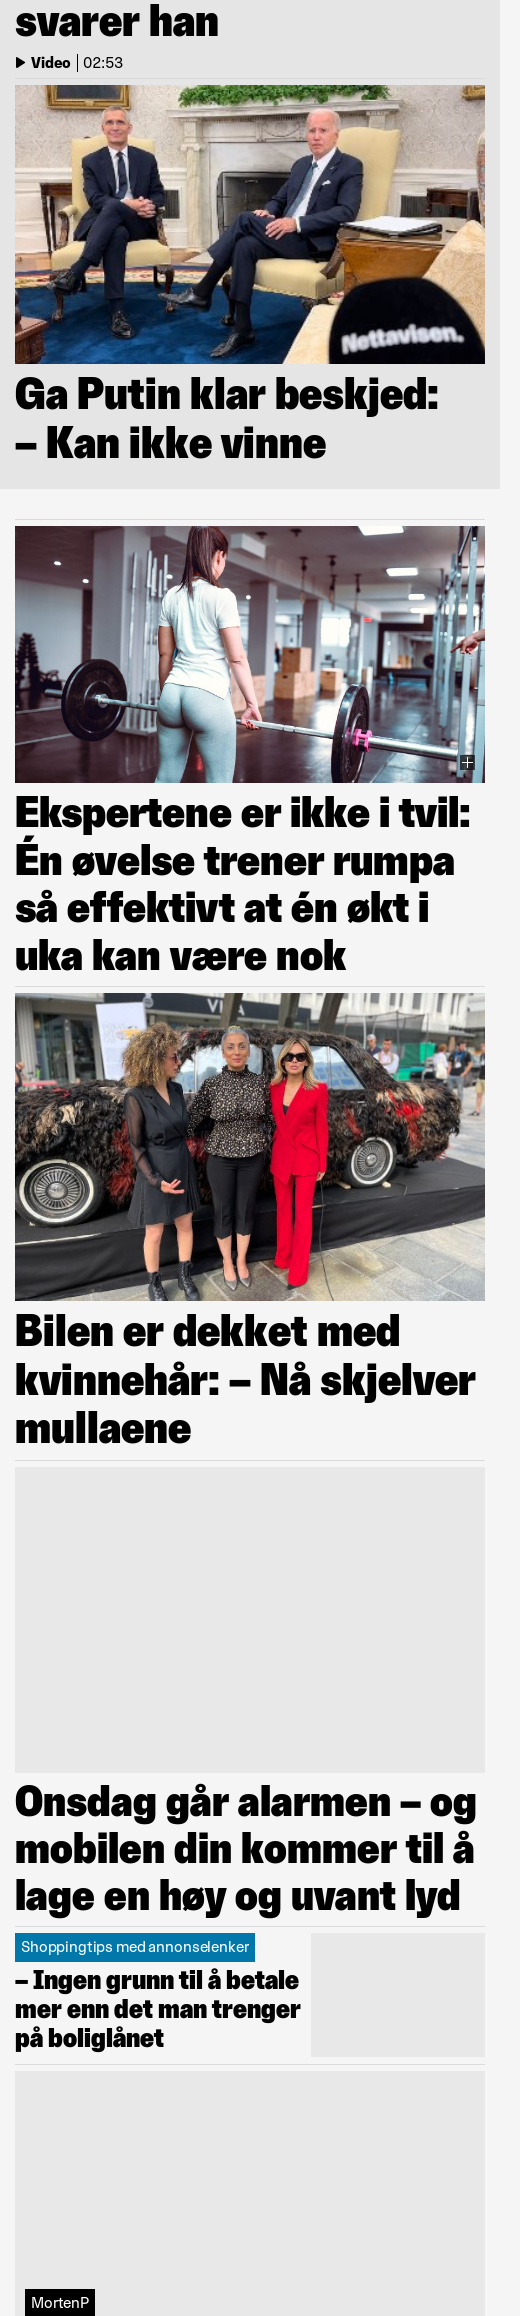 svarer han
Video | 02:53
Nettavisen.
Ga Putin klar beskjed:
– Kan ikke vinne
Ekspertene er ikke i tvil:
Én øvelse trener rumpa
så effektivt at én økt i
uka kan være nok
Bilen er dekket med
kvinnehår: – Nå skjelver
mullaene
Onsdag går alarmen – og
mobilen din kommer til å
lage en høy og uvant lyd
Shoppingtips med annonselenker
– Ingen grunn til å betale
mer enn det man trenger
på boliglånet
MortenP